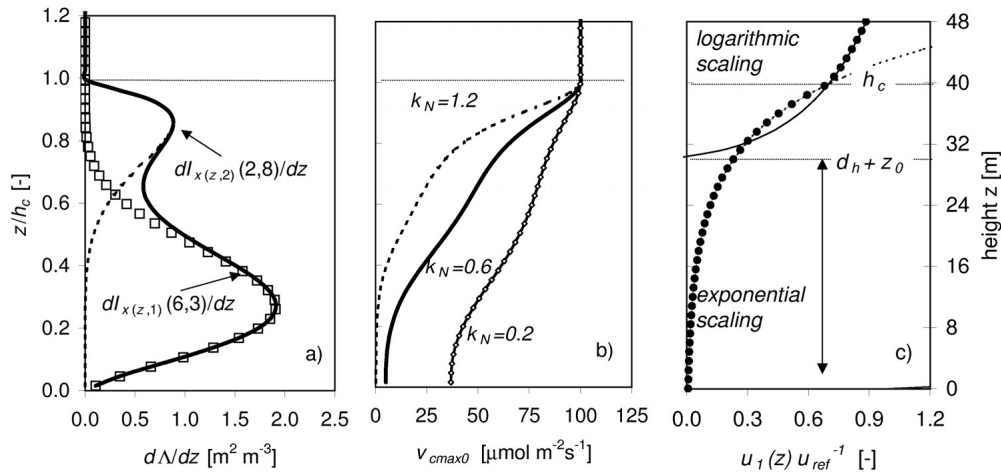 1.2
1.0
0.8
0.6
0.4
0.2
0.0
z/h_c [-]
dI_x(z,2)(2,8)/dz
dI_x(z,1)(6,3)/dz
a)
0.0 0.5 1.0 1.5 2.0 2.5
dΛ/dz [m² m⁻³]
k_N=1.2
k_N=0.6
k_N=0.2
b)
0 25 50 75 100 125
v_cmax0 [μmol m⁻²s⁻¹]
logarithmic
scaling
h_c
d_h + z_0
exponential
scaling
c)
48
40
32
24
16
8
0
height z [m]
0.0 0.3 0.6 0.9 1.2
u_1(z) u_ref⁻¹ [-]